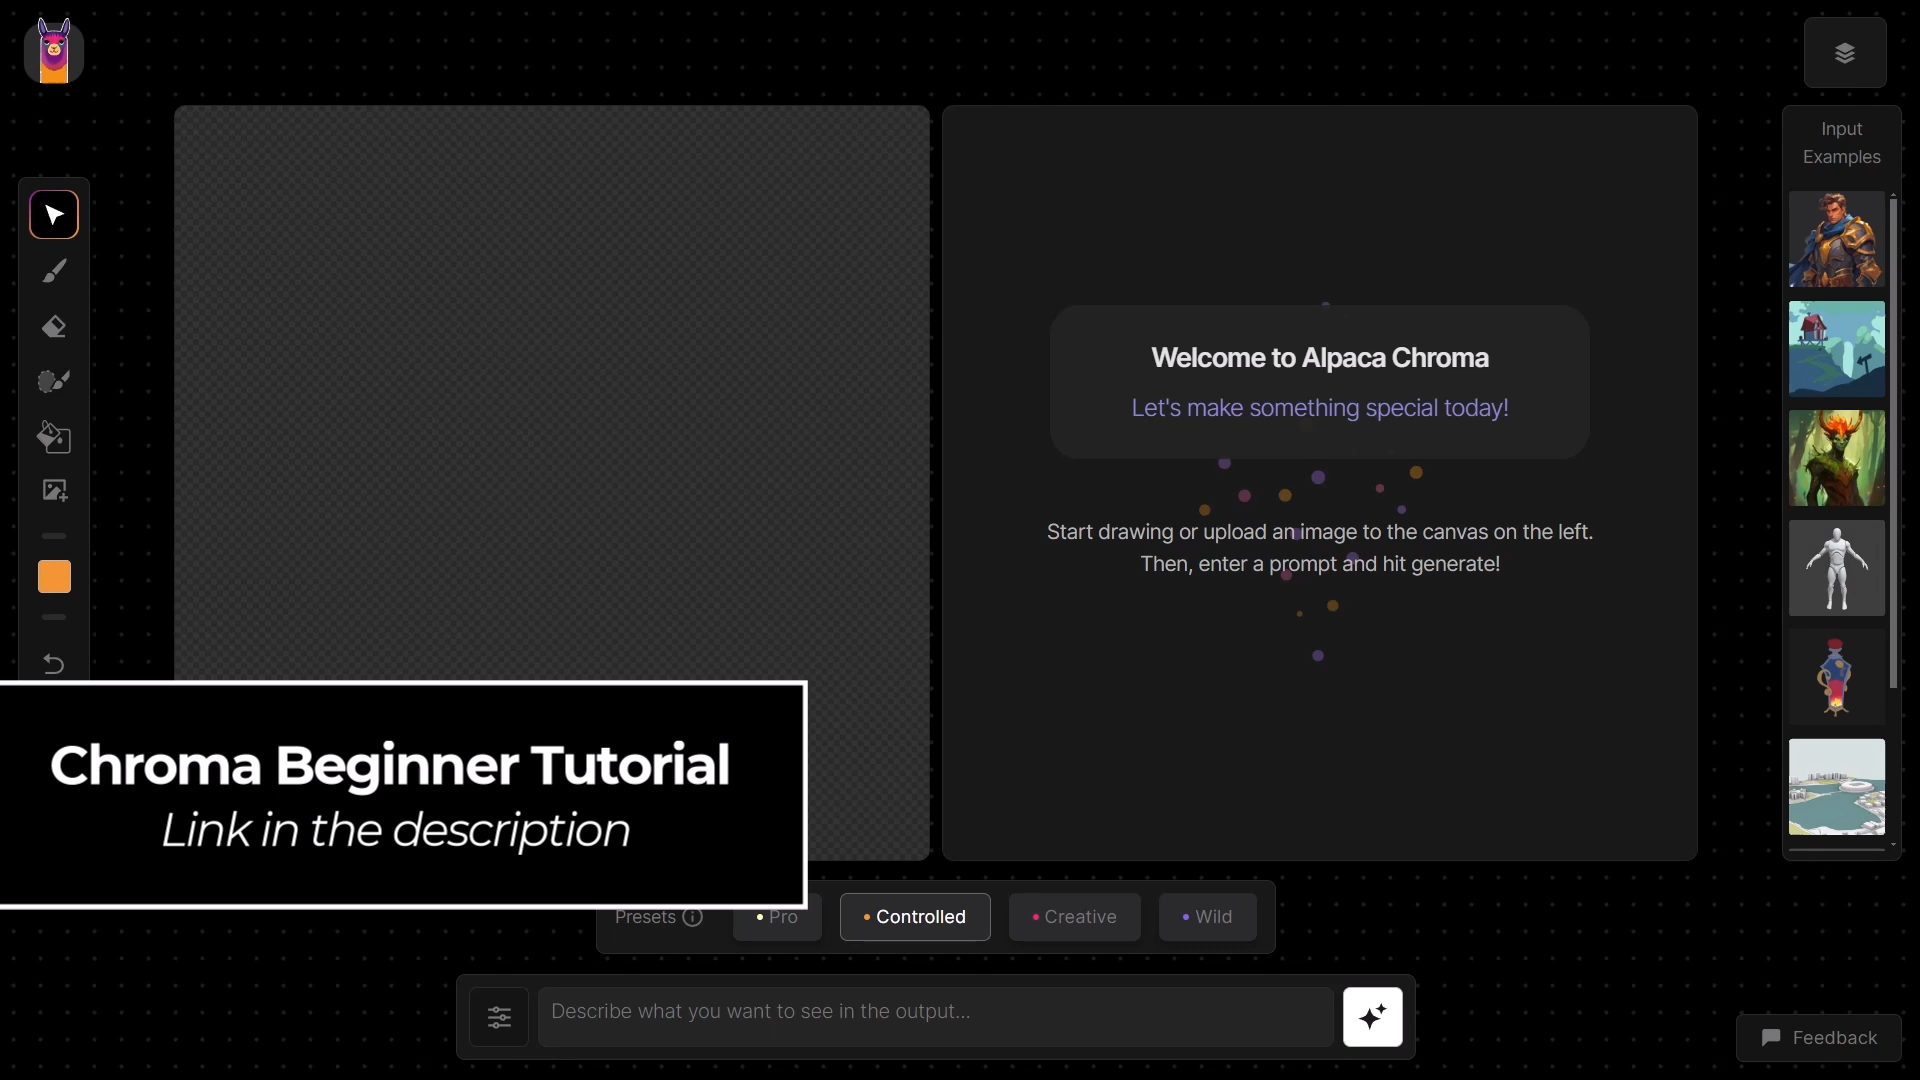 Input
Examples
Welcome to Alpaca Chroma
Let's make something special today!
Start drawing or upload an image to the canvas on the left.
Then, enter a prompt and hit generate!
Chroma Beginner Tutorial
Link in the description
Presets
Pro
Controlled
Creative
Wild
Describe what you want to see in the output...
Feedback